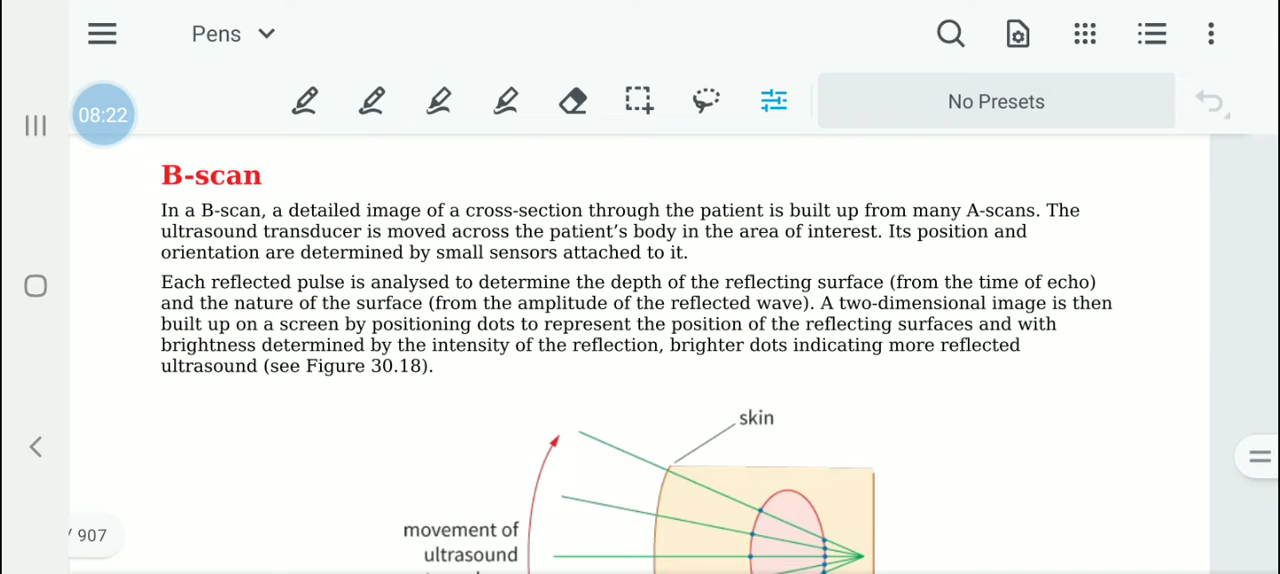 Pens
No Presets
08:22
B-scan
In a B-scan, a detailed image of a cross-section through the patient is built up from many A-scans. The
ultrasound transducer is moved across the patient's body in the area of interest. Its position and
orientation are determined by small sensors attached to it.
Each reflected pulse is analysed to determine the depth of the reflecting surface (from the time of echo)
and the nature of the surface (from the amplitude of the reflected wave). A two-dimensional image is then
built up on a screen by positioning dots to represent the position of the reflecting surfaces and with
brightness determined by the intensity of the reflection, brighter dots indicating more reflected
ultrasound (see Figure 30.18).
skin
movement of
ultrasound
/ 907